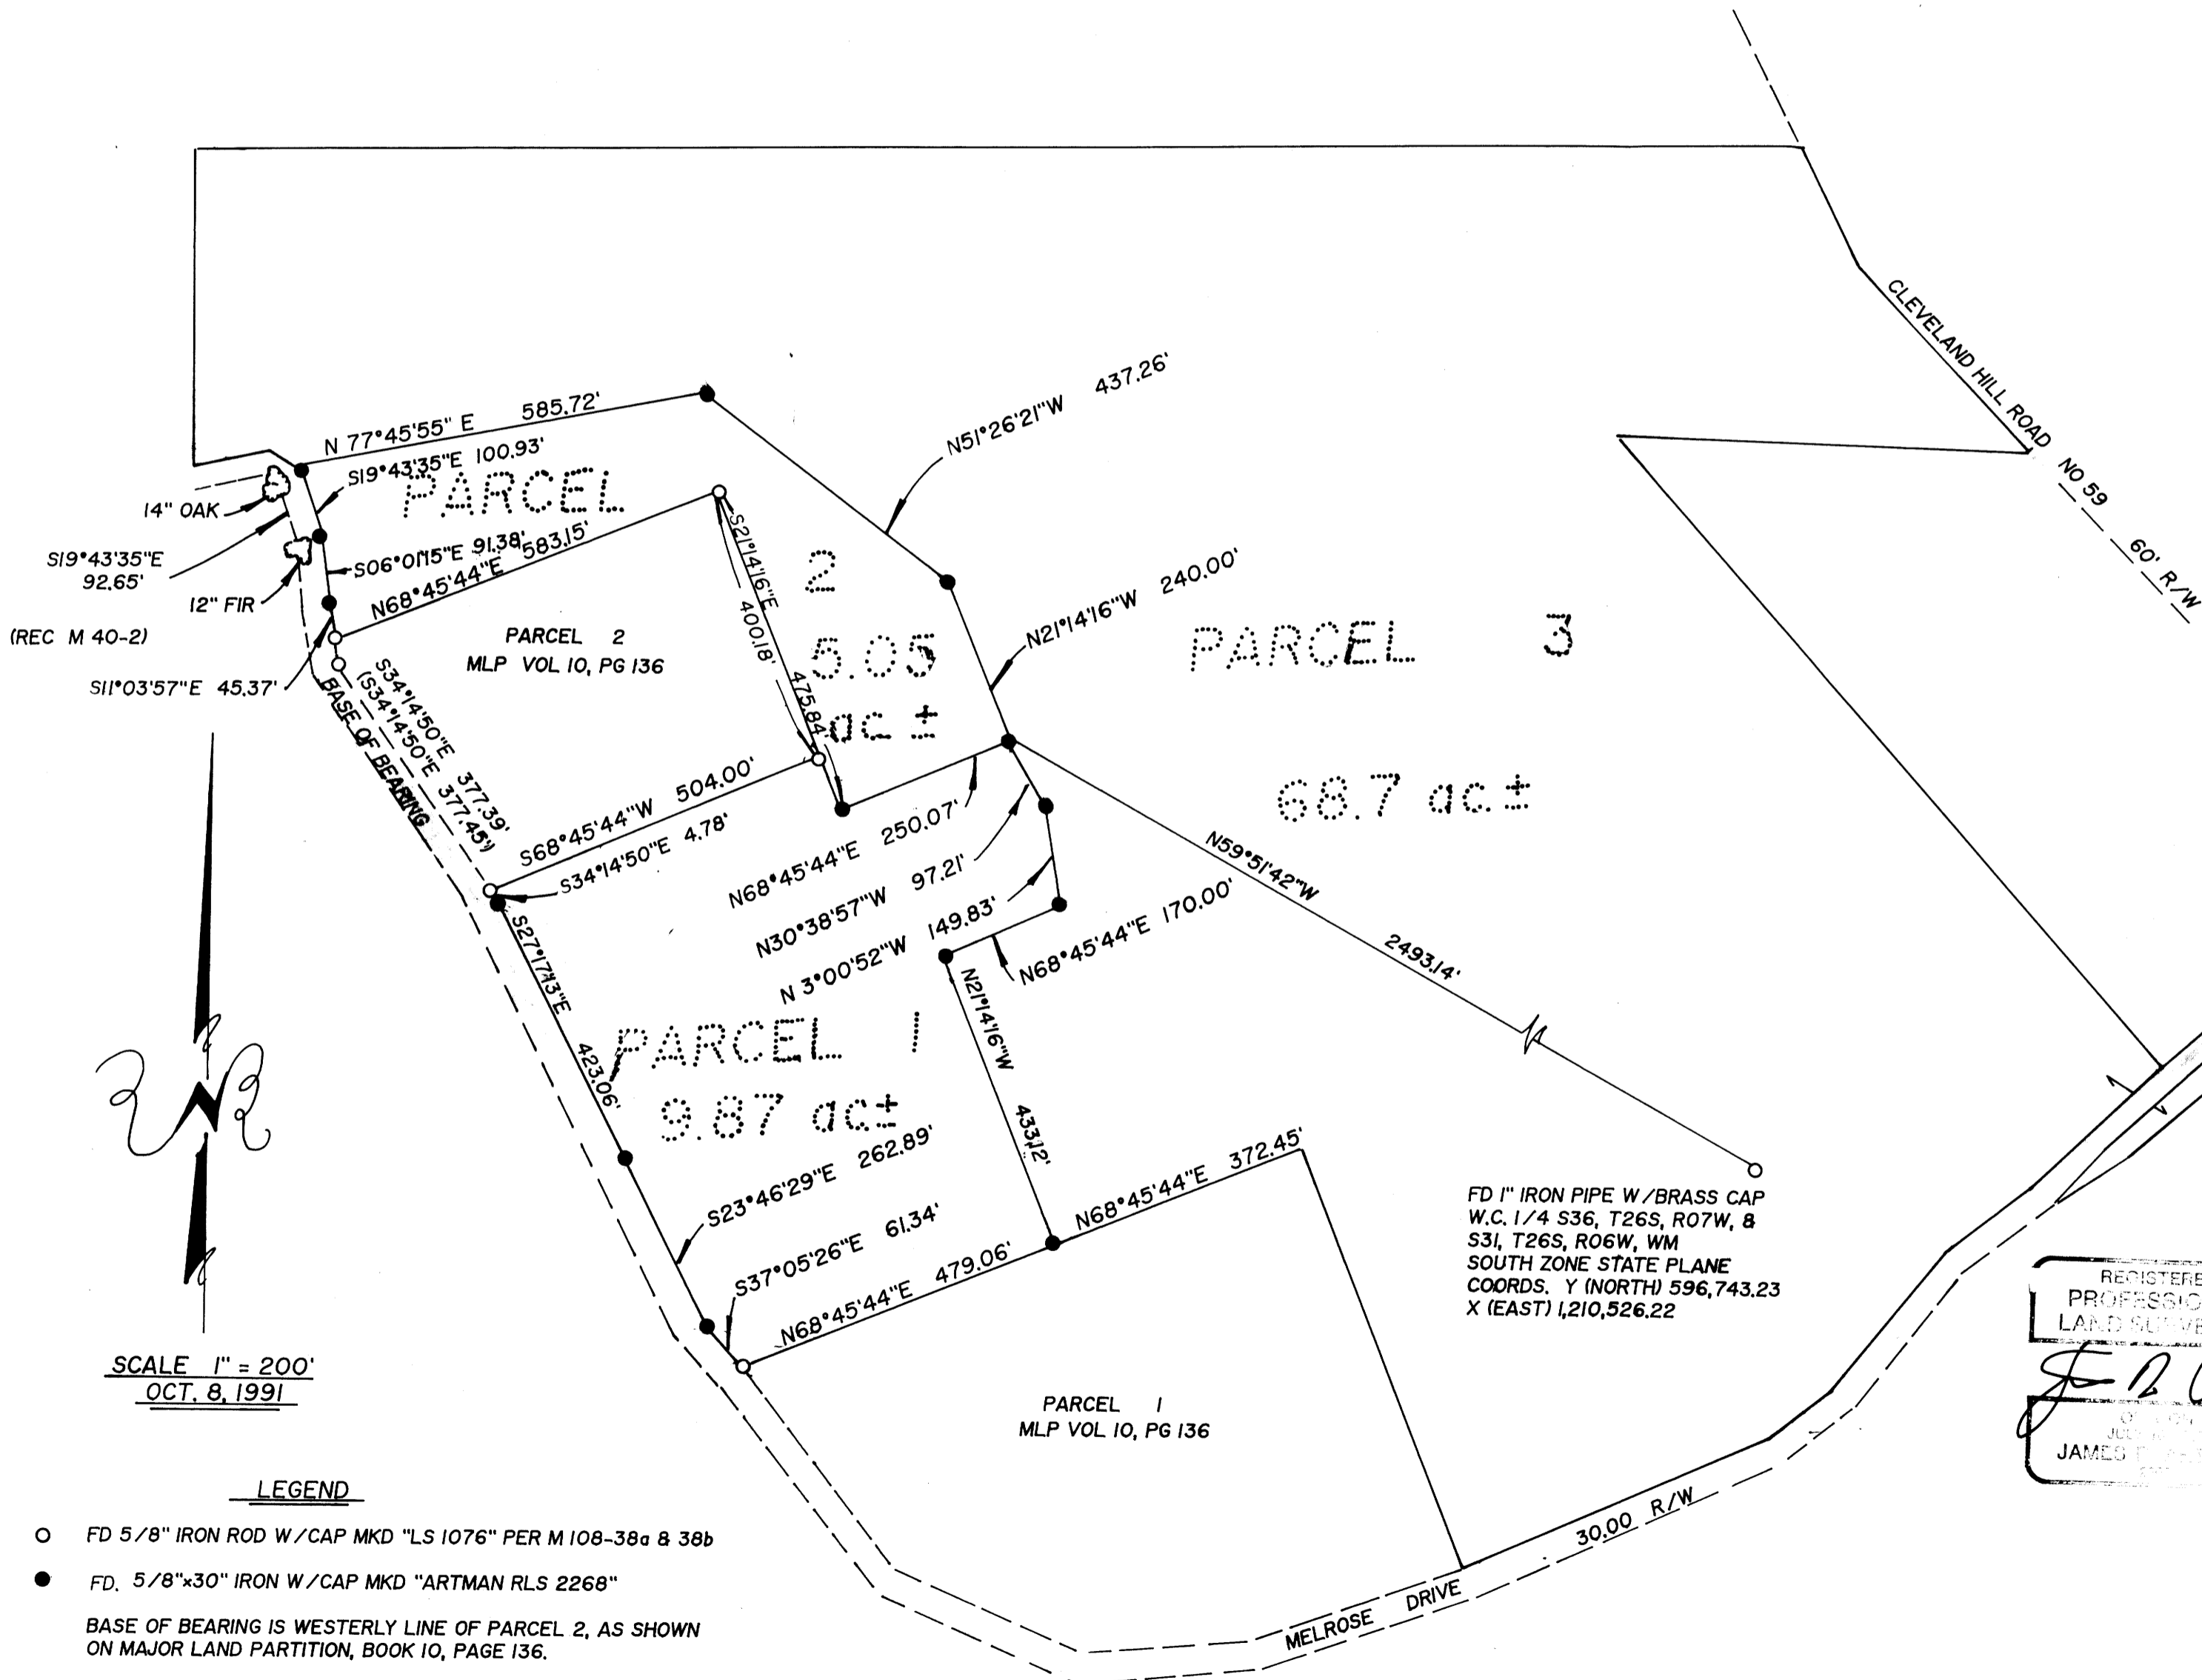 CLEVELAND HILL ROAD NO 59 60' R/W
N 77°45'55" E 585.72'
S19°43'35"E 100.93'
N51°26'21"W 437.26'
PARCEL
14" OAK
S19°43'35"E
92.65'
S06°01'15"E 91.38'
N68°45'44"E 583.15'
12" FIR
(REC M 40-2)
S11°03'57"E 45.37'
S21°14'16"E
400.18'
475.84'
2
5.05
ac ±
N21°14'16"W 240.00'
PARCEL 3
68.7 ac ±
PARCEL 2
MLP VOL 10, PG 136
S34°14'50"E 377.39'
(S34°14'50"E 377.45')
BASE OF BEARING
S68°45'44"W 504.00'
S34°14'50"E 4.78'
N68°45'44"E 250.07'
N30°38'57"W 97.21'
N 3°00'52"W 149.83'
N68°45'44"E 170.00'
N59°51'42"W
2493.14'
S27°17'13"E
423.06'
N21°14'16"W
433.12'
PARCEL 1
9.87 ac±
S23°46'29"E 262.89'
S37°05'26"E 61.34'
N68°45'44"E 479.06'
N68°45'44"E 372.45'
FD 1" IRON PIPE W/BRASS CAP
W.C. 1/4 S36, T26S, R07W, &
S31, T26S, R06W, WM
SOUTH ZONE STATE PLANE
COORDS. Y (NORTH) 596,743.23
X (EAST) 1,210,526.22
N
SCALE 1" = 200'
OCT. 8, 1991
PARCEL 1
MLP VOL 10, PG 136
MELROSE DRIVE
30.00 R/W
REGISTERE
PROFESSIO
LAND SURVE
JAMES
LEGEND
FD 5/8" IRON ROD W/CAP MKD "LS 1076" PER M 108-38a & 38b
FD. 5/8"x30" IRON W/CAP MKD "ARTMAN RLS 2268"
BASE OF BEARING IS WESTERLY LINE OF PARCEL 2, AS SHOWN
ON MAJOR LAND PARTITION, BOOK 10, PAGE 136.